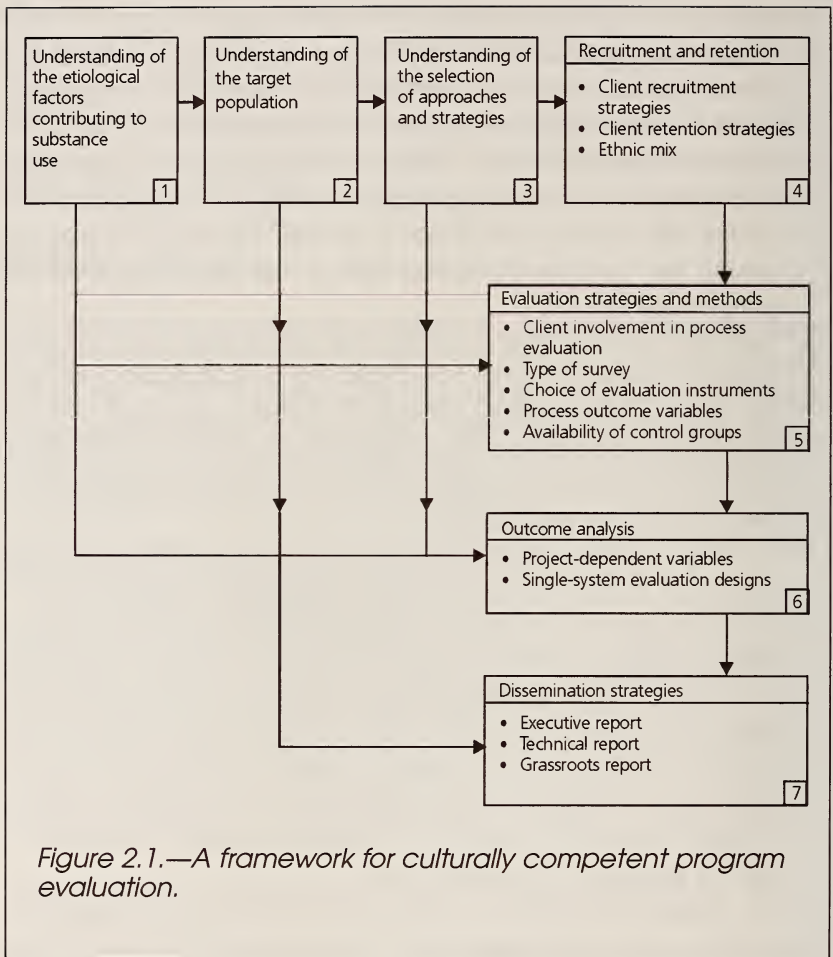 Understanding of
the etiological
factors
contributing to
substance
use
1
Understanding of
the target
population
2
Understanding of
the selection
of approaches
and strategies
3
Recruitment and retention
• Client recruitment
strategies
• Client retention strategies
• Ethnic mix
4
Evaluation strategies and methods
• Client involvement in process
evaluation
• Type of survey
• Choice of evaluation instruments
• Process outcome variables
• Availability of control groups
5
Outcome analysis
• Project-dependent variables
• Single-system evaluation designs
6
Dissemination strategies
• Executive report
• Technical report
• Grassroots report
7
Figure 2.1.—A framework for culturally competent program
evaluation.